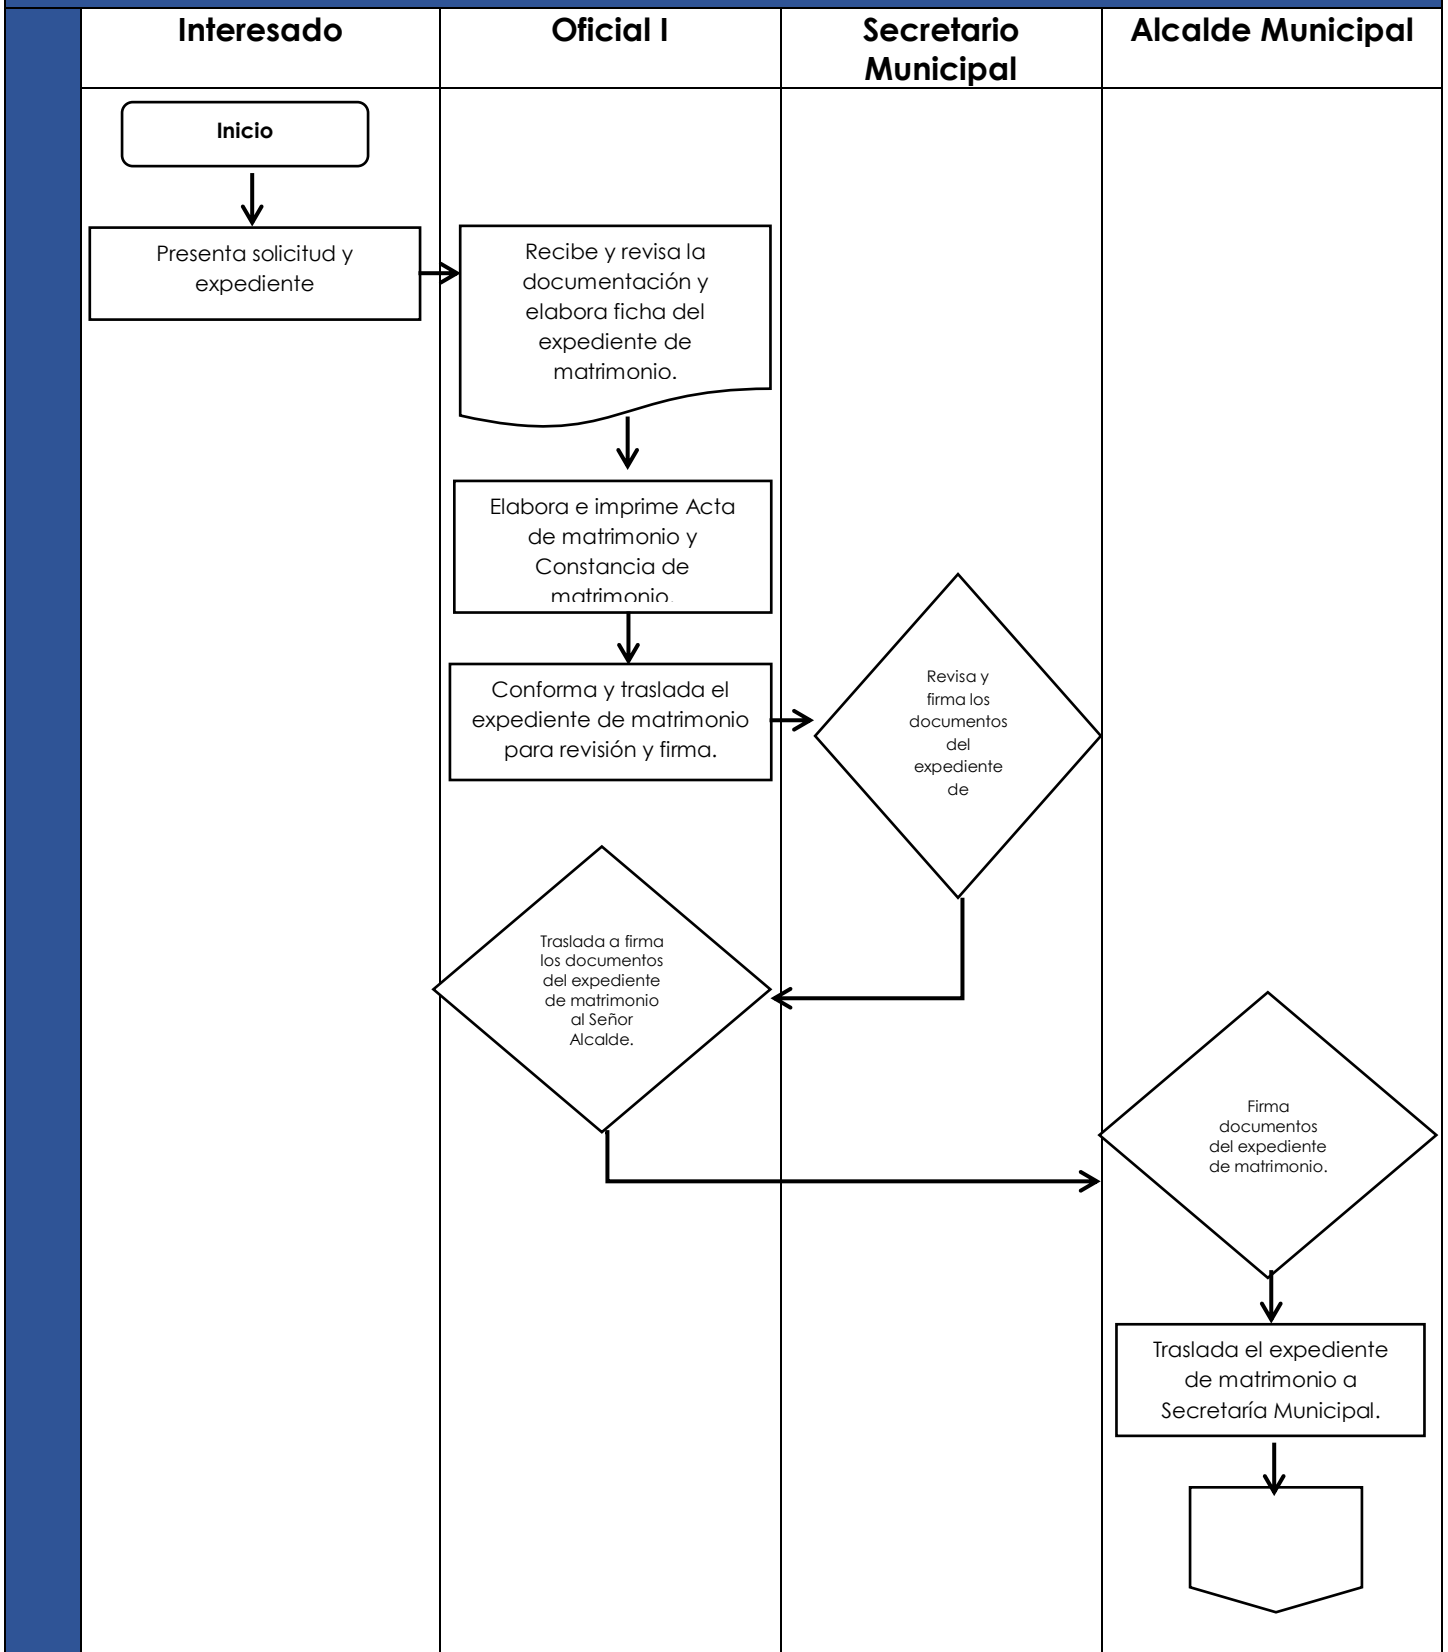 Interesado
Oficial I
Secretario
Municipal
Alcalde Municipal
Inicio
Presenta solicitud y
expediente
Recibe y revisa la
documentación y
elabora ficha del
expediente de
matrimonio.
Elabora e imprime Acta
de matrimonio y
Constancia de
matrimonio.
Conforma y traslada el
expediente de matrimonio
para revisión y firma.
Revisa y
firma los
documentos
del
expediente
de
Traslada a firma
los documentos
del expediente
de matrimonio
al Señor
Alcalde.
Firma
documentos
del expediente
de matrimonio.
Traslada el expediente
de matrimonio a
Secretaría Municipal.